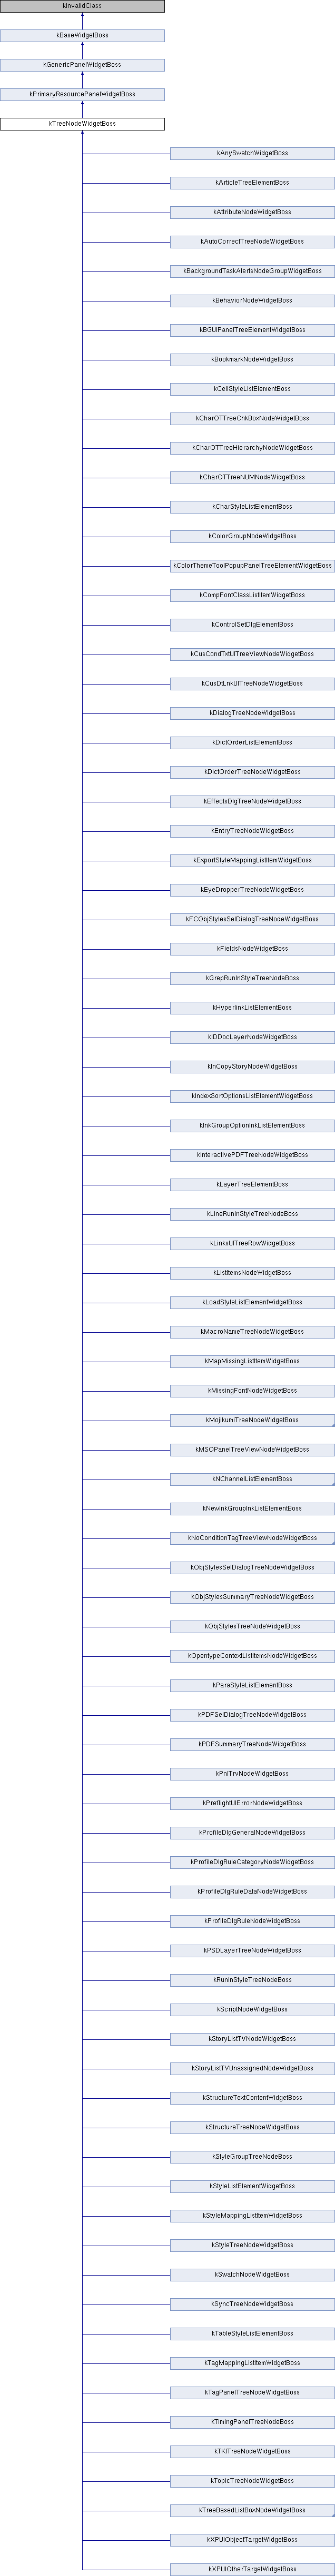 kInvalidClass
kBaseWidgetBoss
kGenericPanelWidgetBoss
kPrimaryResourcePanelWidgetBoss
kTreeNodeWidgetBoss
kAnySwatchWidgetBoss
kArticleTreeElementBoss
kAttributeNodeWidgetBoss
kAutoCorrectTreeNodeWidgetBoss
kBackgroundTaskAlertsNodeGroupWidgetBoss
kBehaviorNodeWidgetBoss
kBGUIPanelTreeElementWidgetBoss
kBookmarkNodeWidgetBoss
kCellStyleListElementBoss
kCharOTTreeChkBoxNodeWidgetBoss
kCharOTTreeHierarchyNodeWidgetBoss
kCharOTTreeNUMNodeWidgetBoss
kCharStyleListElementBoss
kColorGroupNodeWidgetBoss
kColorThemeToolPopupPanelTreeElementWidgetBoss
kCompFontClassListItemWidgetBoss
kControlSetDlgElementBoss
kCusCondTxtUITreeViewNodeWidgetBoss
kCusDtLnkUITreeNodeWidgetBoss
kDialogTreeNodeWidgetBoss
kDictOrderListElementBoss
kDictOrderTreeNodeWidgetBoss
kEffectsDlgTreeNodeWidgetBoss
kEntryTreeNodeWidgetBoss
kExportStyleMappingListItemWidgetBoss
kEyeDropperTreeNodeWidgetBoss
kFCObjStylesSelDialogTreeNodeWidgetBoss
kFieldsNodeWidgetBoss
kGrepRunInStyleTreeNodeBoss
kHyperlinkListElementBoss
kIDDocLayerNodeWidgetBoss
kInCopyStoryNodeWidgetBoss
kIndexSortOptionsListElementWidgetBoss
kInkGroupOptionInkListElementBoss
kInteractivePDFTreeNodeWidgetBoss
kLayerTreeElementBoss
kLineRunInStyleTreeNodeBoss
kLinksUITreeRowWidgetBoss
kListItemsNodeWidgetBoss
kLoadStyleListElementWidgetBoss
kMacroNameTreeNodeWidgetBoss
kMapMissingListItemWidgetBoss
kMissingFontNodeWidgetBoss
kMojikumiTreeNodeWidgetBoss
kMSOPanelTreeViewNodeWidgetBoss
kNChannelListElementBoss
kNewInkGroupInkListElementBoss
kNoConditionTagTreeViewNodeWidgetBoss
kObjStylesSelDialogTreeNodeWidgetBoss
kObjStylesSummaryTreeNodeWidgetBoss
kObjStylesTreeNodeWidgetBoss
kOpentypeContextListItemsNodeWidgetBoss
kParaStyleListElementBoss
kPDFSelDialogTreeNodeWidgetBoss
kPDFSummaryTreeNodeWidgetBoss
kPnlTrvNodeWidgetBoss
kPreflightUIErrorNodeWidgetBoss
kProfileDlgGeneralNodeWidgetBoss
kProfileDlgRuleCategoryNodeWidgetBoss
kProfileDlgRuleDataNodeWidgetBoss
kProfileDlgRuleNodeWidgetBoss
kPSDLayerTreeNodeWidgetBoss
kRunInStyleTreeNodeBoss
kScriptNodeWidgetBoss
kStoryListTVNodeWidgetBoss
kStoryListTVUnassignedNodeWidgetBoss
kStructureTextContentWidgetBoss
kStructureTreeNodeWidgetBoss
kStyleGroupTreeNodeBoss
kStyleListElementWidgetBoss
kStyleMappingListItemWidgetBoss
kStyleTreeNodeWidgetBoss
kSwatchNodeWidgetBoss
kSyncTreeNodeWidgetBoss
kTableStyleListElementBoss
kTagMappingListItemWidgetBoss
kTagPanelTreeNodeWidgetBoss
kTimingPanelTreeNodeBoss
kTKITreeNodeWidgetBoss
kTopicTreeNodeWidgetBoss
kTreeBasedListBoxNodeWidgetBoss
kXPUIObjectTargetWidgetBoss
kXPUIOtherTargetWidgetBoss